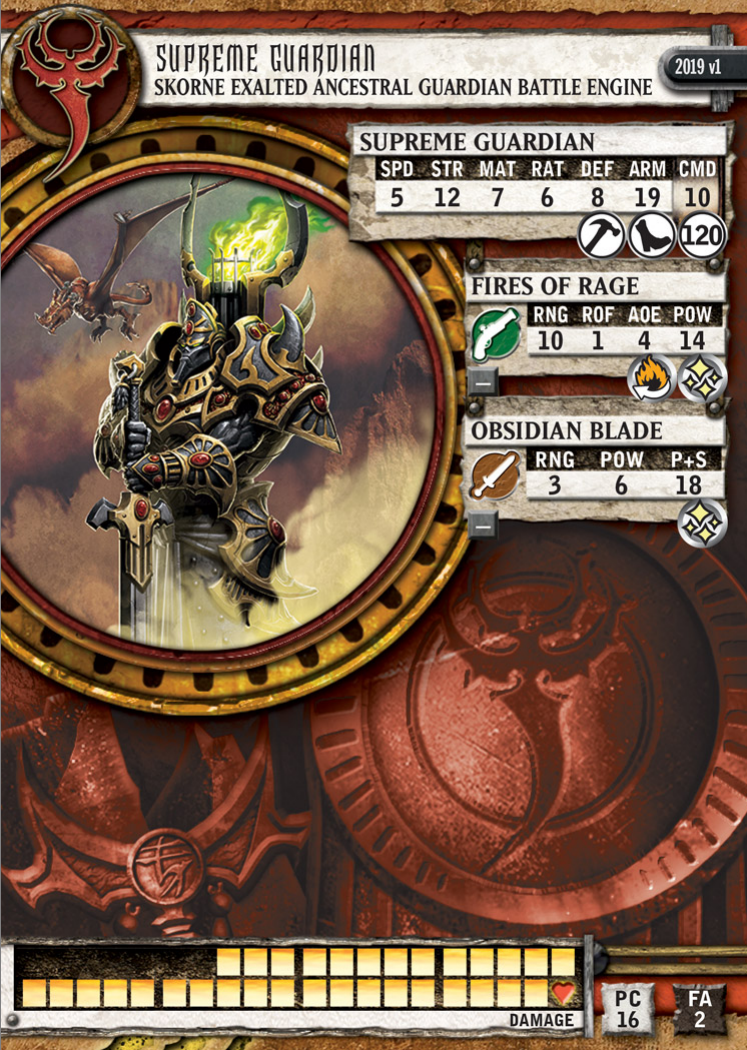 SUPREME GUARDIAN
SKORNE EXALTED ANCESTRAL GUARDIAN BATTLE ENGINE
2019 v1
SUPREME GUARDIAN
SPD STR MAT RAT DEF ARM CMD
5 12 7 6 8 19 10
120
FIRES OF RAGE
RNG ROF AOE POW
10 1 4 14
—
OBSIDIAN BLADE
RNG POW P+S
3 6 18
—
DAMAGE
PC
16
FA
2